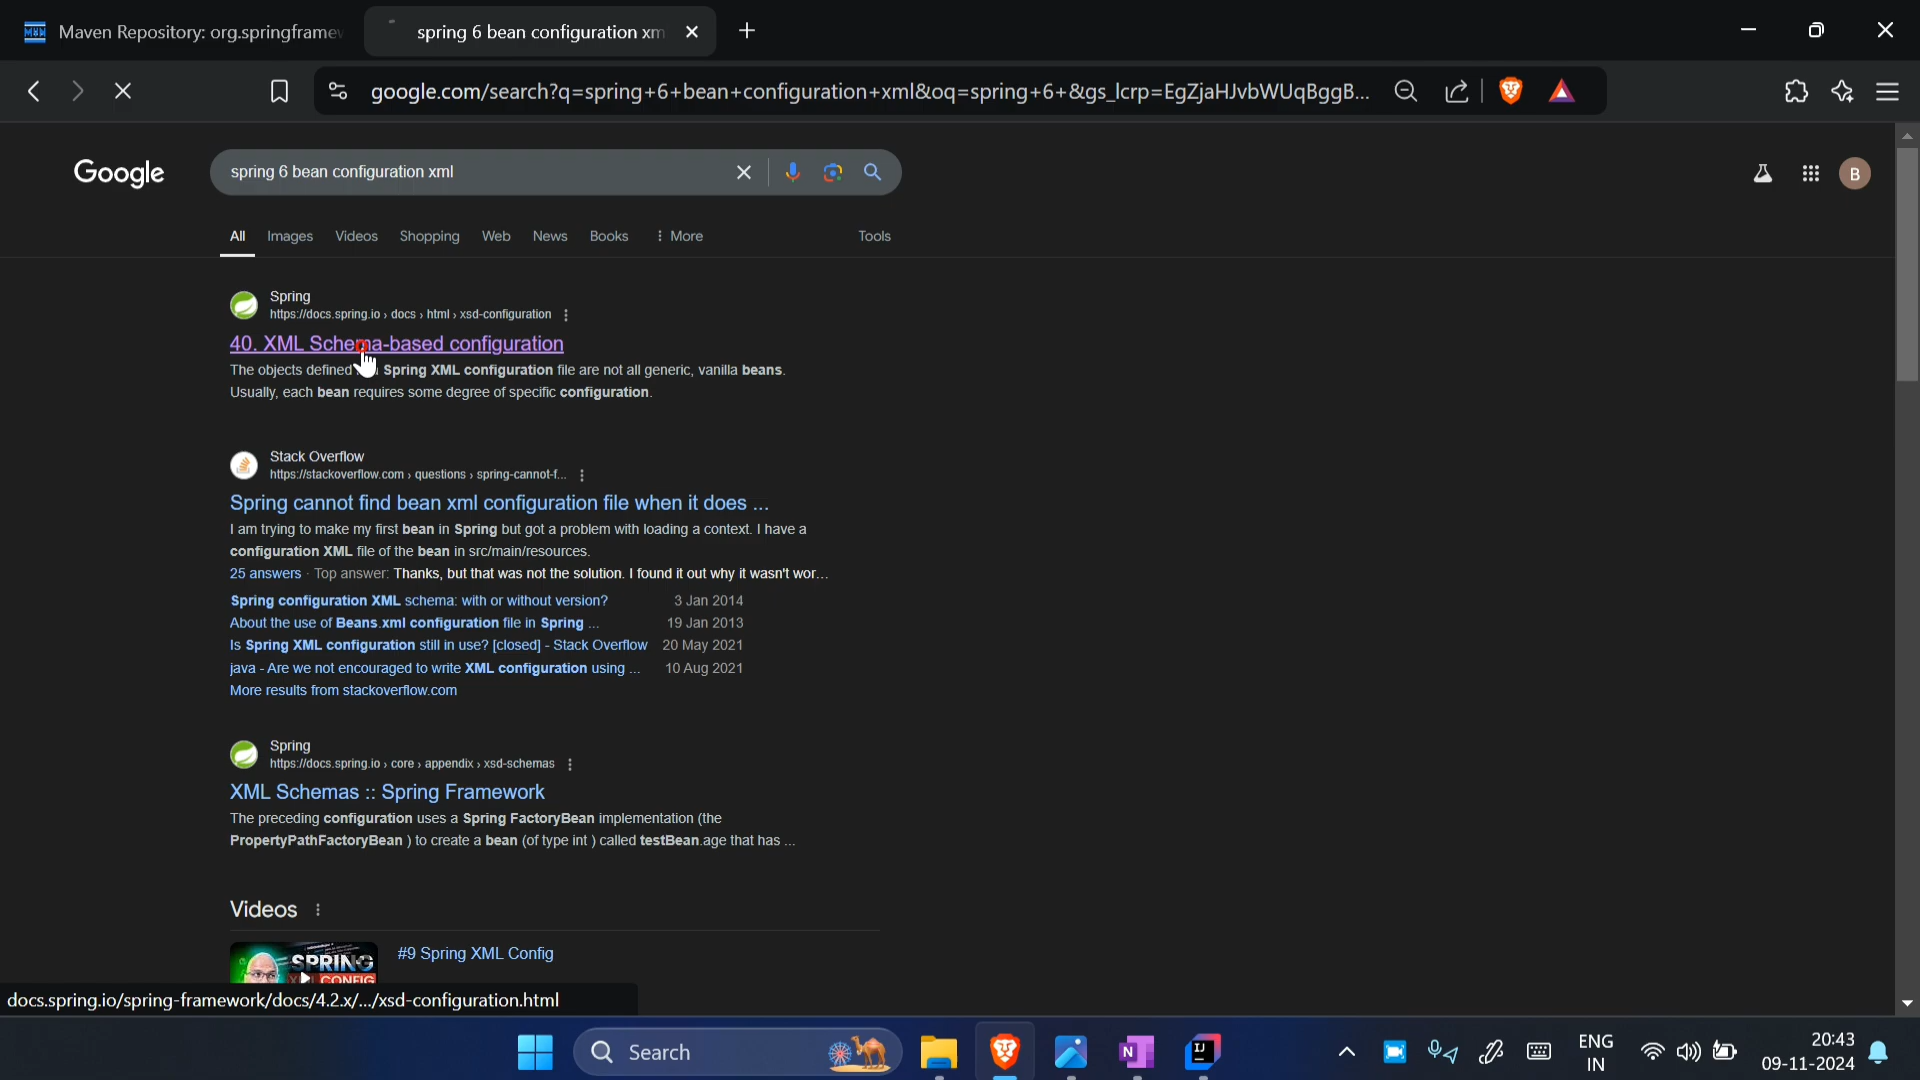 Maven Repository: org.springframew
spring 6 bean configuration xm
google.com/search?q=spring+6+bean+configuration+xml&oq=spring+6+&gs_lcrp=EgZjaHJvbWUqBggB...
Google
spring 6 bean configuration xml
B
All Images Videos Shopping Web News Books More Tools
Spring
https://docs.spring.io › docs › html › xsd-configuration
40. XML Schema-based configuration
The objects defined Spring XML configuration file are not all generic, vanilla beans.
Usually, each bean requires some degree of specific configuration.
Stack Overflow
https://stackoverflow.com › questions › spring-cannot-f...
Spring cannot find bean xml configuration file when it does ...
I am trying to make my first bean in Spring but got a problem with loading a context. I have a
configuration XML file of the bean in src/main/resources.
25 answers · Top answer: Thanks, but that was not the solution. I found it out why it wasn't wor...
Spring configuration XML schema: with or without version? 3 Jan 2014
About the use of Beans.xml configuration file in Spring ... 19 Jan 2013
Is Spring XML configuration still in use? [closed] - Stack Overflow 20 May 2021
java - Are we not encouraged to write XML configuration using ... 10 Aug 2021
More results from stackoverflow.com
Spring
https://docs.spring.io › core › appendix › xsd-schemas
XML Schemas :: Spring Framework
The preceding configuration uses a Spring FactoryBean implementation (the
PropertyPathFactoryBean ) to create a bean (of type int ) called testBean.age that has ...
Videos
#9 Spring XML Config
SPRING
XML CONFIG
docs.spring.io/spring-framework/docs/4.2.x/.../xsd-configuration.html
Search
N
IJ
ENG
IN
20:43
09-11-2024